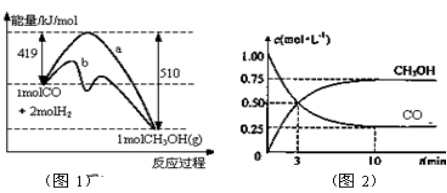 能量/kJ/mol
419
a
b
510
1molCO
+ 2molH₂
1molCH₃OH(g)
反应过程
(图 1)
c(mol·L⁻¹)
1.00
0.75
CH₃OH
0.50
0.25
CO
0
3
10
t(min)
(图 2)